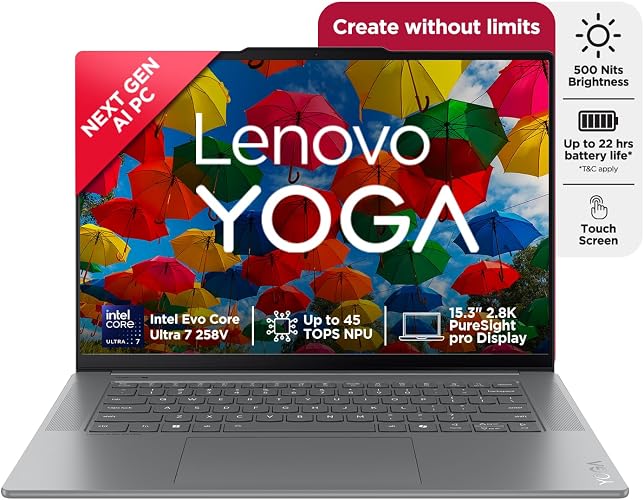 Create without limits
NEXT GEN
AI PC
Lenovo
YOGA
500 Nits
Brightness
Up to 22 hrs
battery life*
*T&C apply
Touch
Screen
intel
CORE
ULTRA 7
Intel Evo Core
Ultra 7 258V
Up to 45
TOPS NPU
15.3" 2.8K
PureSight
pro Display
Q W E R T Y U I O P
A S D F G H J K L
Z X C V B N M
YOGA